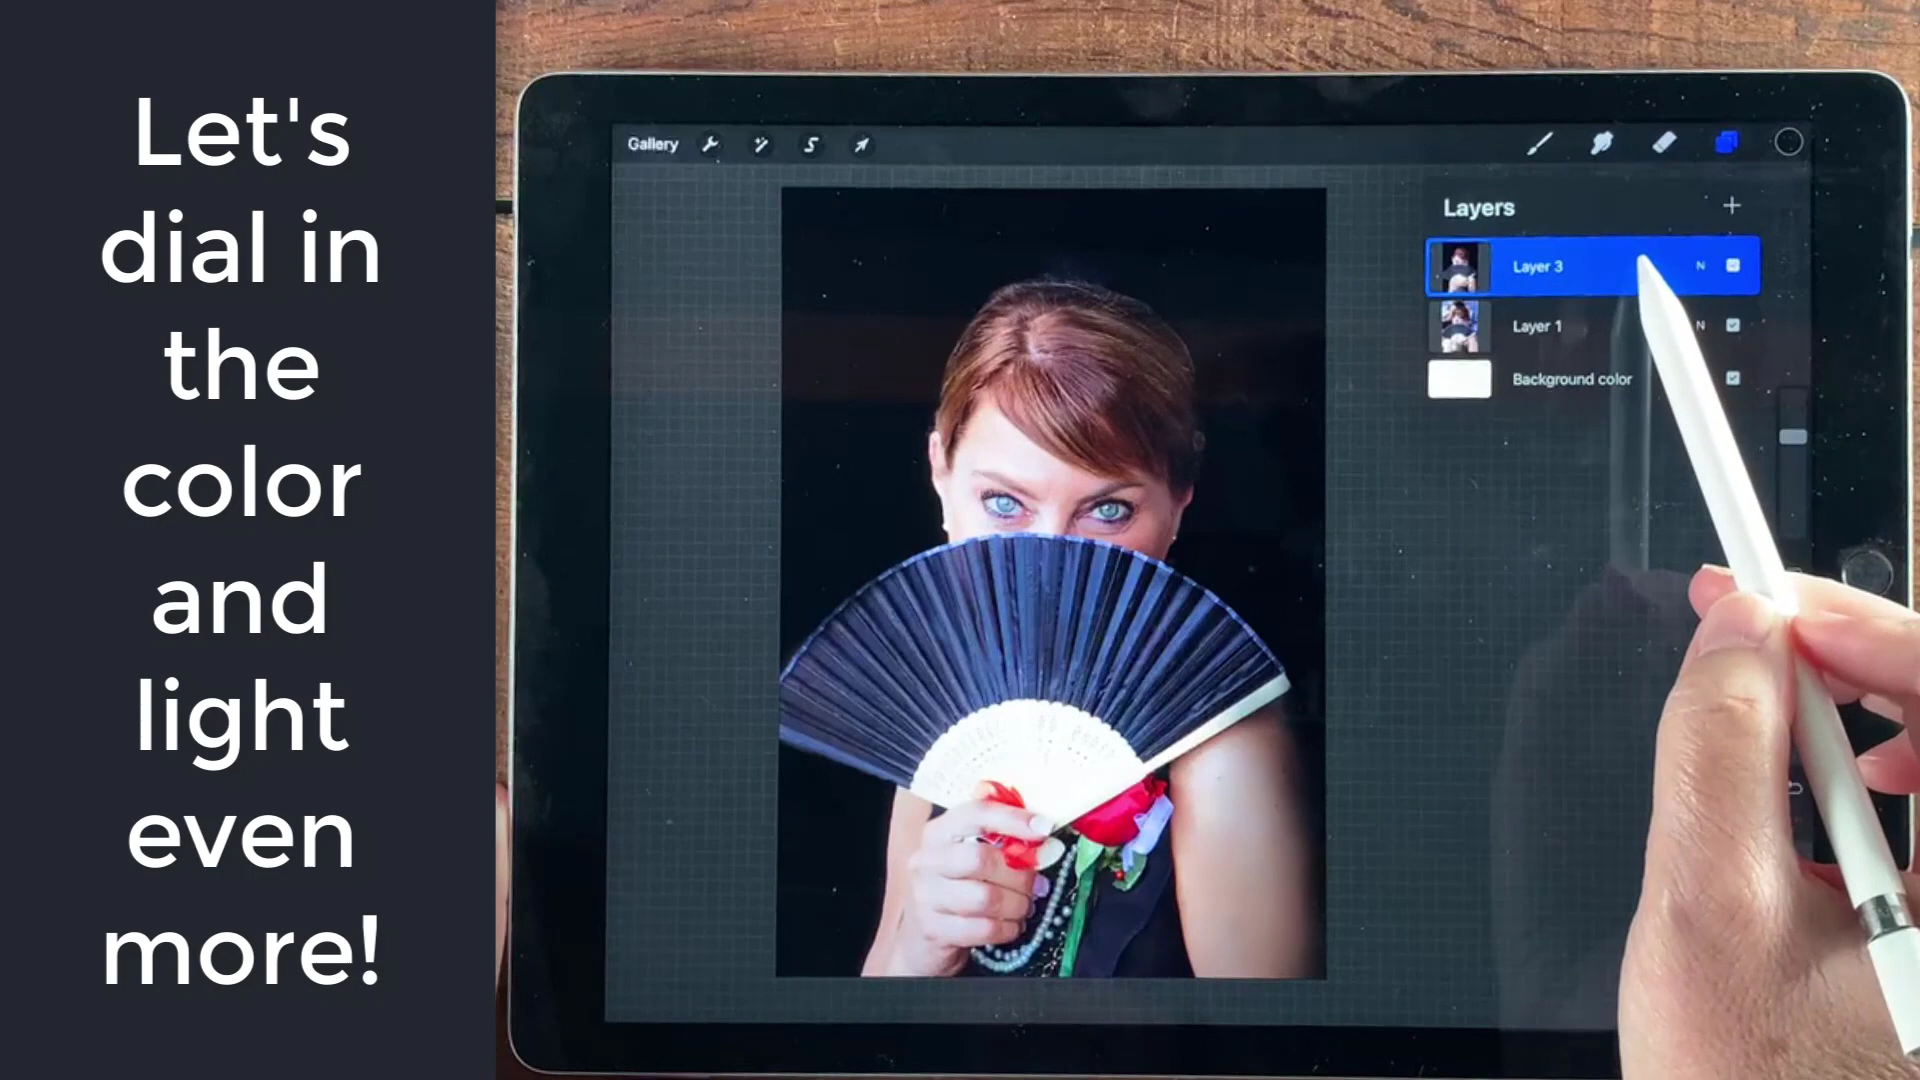 Let's
dial in
the
color
and
light
even
more!
Gallery
Layers
Layer 3 N
Layer 1 N
Background color